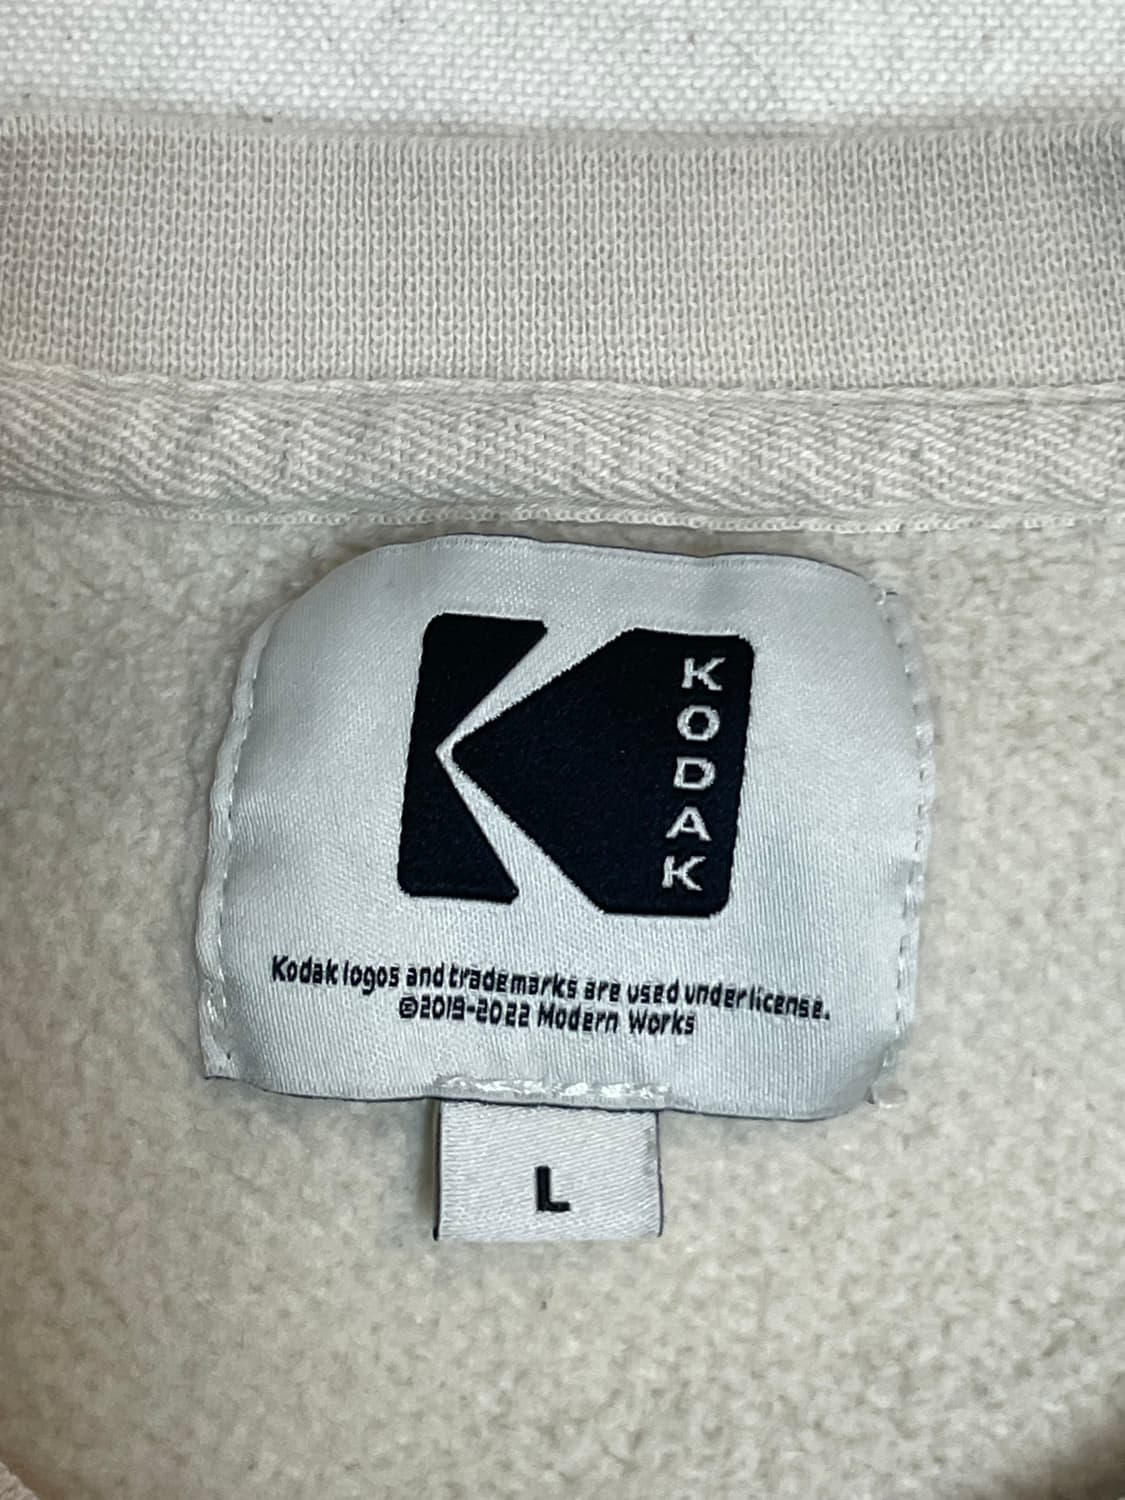 KODAK
Kodak logos and trademarks are used under license.
©2019-2022 Modern Works
L